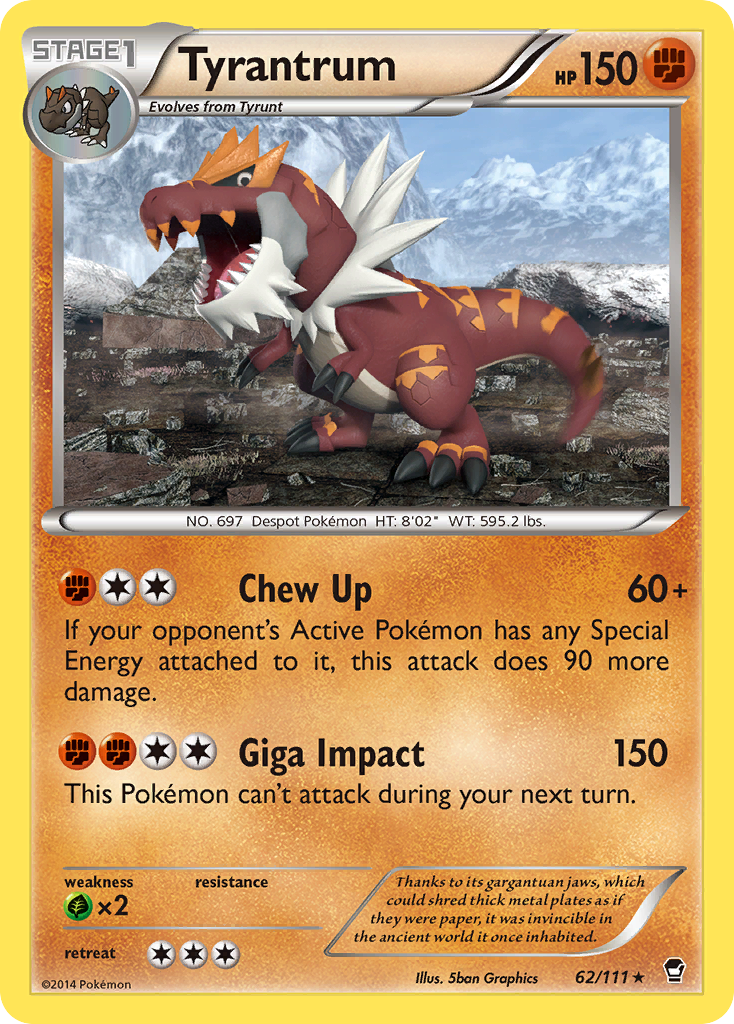 STAGE1
Tyrantrum
HP 150
Evolves from Tyrunt
NO. 697 Despot Pokémon HT: 8'02" WT: 595.2 lbs.
Chew Up 60+
If your opponent's Active Pokémon has any Special
Energy attached to it, this attack does 90 more
damage.
Giga Impact 150
This Pokémon can't attack during your next turn.
weakness resistance
×2
retreat
Thanks to its gargantuan jaws, which
could shred thick metal plates as if
they were paper, it was invincible in
the ancient world it once inhabited.
©2014 Pokémon
Illus. 5ban Graphics 62/111 ★